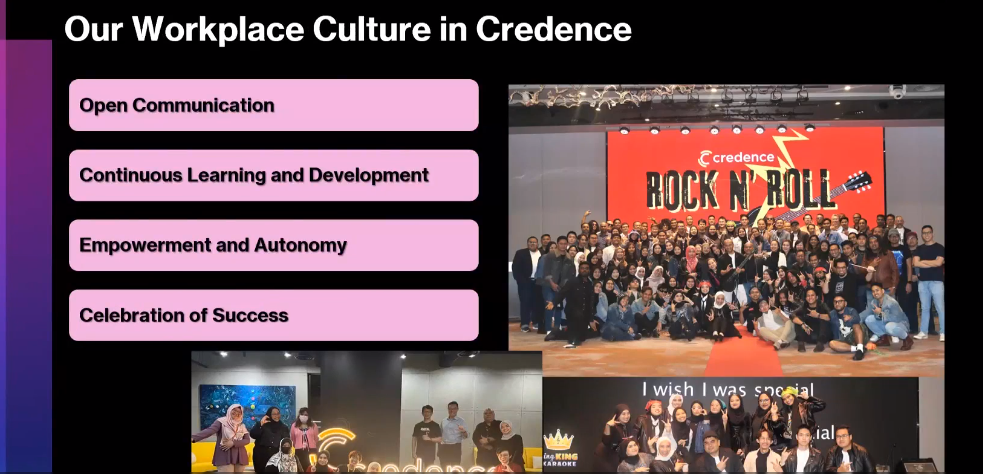 Our Workplace Culture in Credence
Open Communication
Continuous Learning and Development
Empowerment and Autonomy
Celebration of Success
credence
ROCK N' ROLL
I wish I was special
KING
KARAOKE
credence